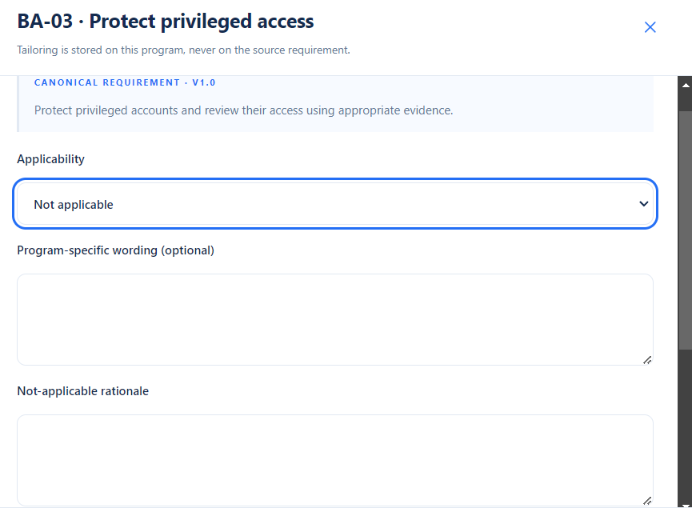 BA-03 · Protect privileged access
Tailoring is stored on this program, never on the source requirement.
CANONICAL REQUIREMENT · V1.0
Protect privileged accounts and review their access using appropriate evidence.
Applicability
Not applicable
Program-specific wording (optional)
Not-applicable rationale